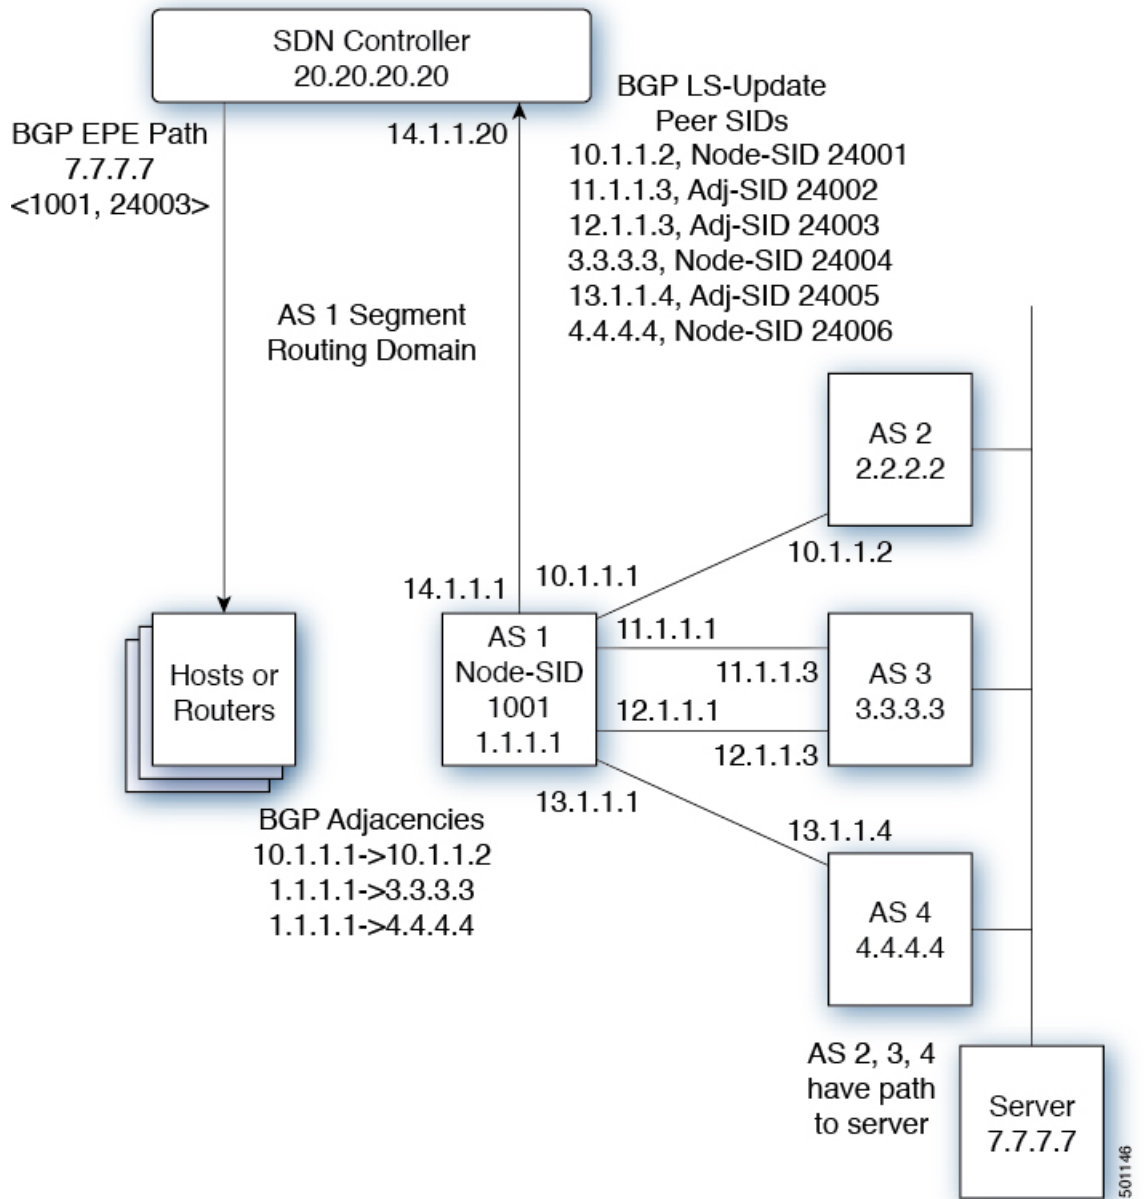 SDN Controller
20.20.20.20
BGP EPE Path
7.7.7.7
<1001, 24003>
14.1.1.20
BGP LS-Update
Peer SIDs
10.1.1.2, Node-SID 24001
11.1.1.3, Adj-SID 24002
12.1.1.3, Adj-SID 24003
3.3.3.3, Node-SID 24004
13.1.1.4, Adj-SID 24005
4.4.4.4, Node-SID 24006
AS 1 Segment
Routing Domain
AS 2
2.2.2.2
10.1.1.2
14.1.1.1
10.1.1.1
Hosts or
Routers
AS 1
Node-SID
1001
1.1.1.1
11.1.1.1
11.1.1.3
12.1.1.1
12.1.1.3
AS 3
3.3.3.3
13.1.1.1
13.1.1.4
BGP Adjacencies
10.1.1.1->10.1.1.2
1.1.1.1->3.3.3.3
1.1.1.1->4.4.4.4
AS 4
4.4.4.4
AS 2, 3, 4
have path
to server
Server
7.7.7.7
501146